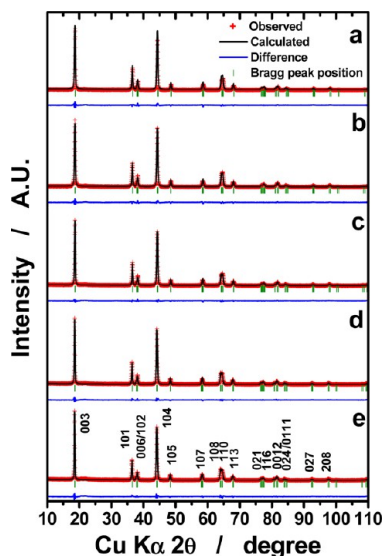 Observed
Calculated
Difference
Bragg peak position
a
b
c
d
e
003
101
006/102
104
105
107
108
110
113
021
116
0012
024/0111
027
208
10 20 30 40 50 60 70 80 90 100 110
Intensity / A.U.
Cu Kα 2θ / degree